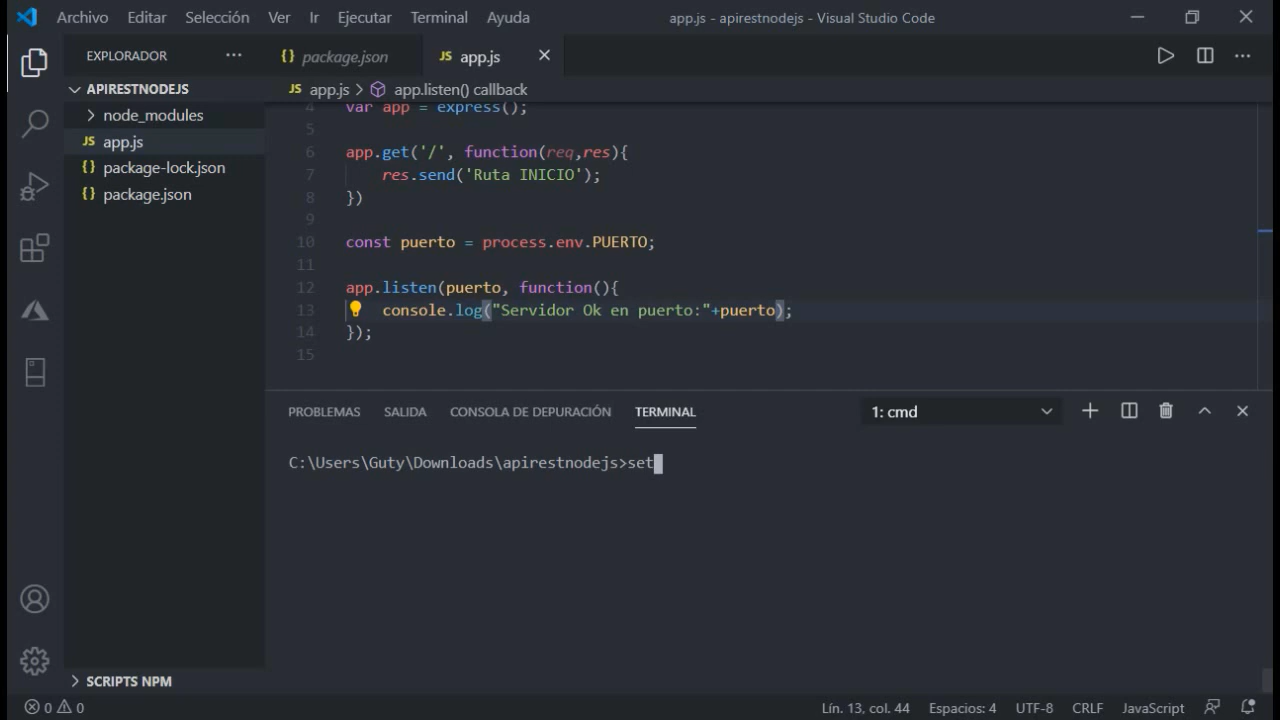 Archivo Editar Selección Ver Ir Ejecutar Terminal Ayuda
app.js - apirestnodejs - Visual Studio Code
EXPLORADOR
APIRESTNODEJS
node_modules
JS app.js
{} package-lock.json
{} package.json
SCRIPTS NPM
{} package.json
JS app.js
JS app.js > app.listen() callback
4 var app = express();
5
6 app.get('/', function(req,res){
7 res.send('Ruta INICIO');
8 })
9
10 const puerto = process.env.PUERTO;
11
12 app.listen(puerto, function(){
13 console.log("Servidor Ok en puerto:"+puerto);
14 });
15
PROBLEMAS SALIDA CONSOLA DE DEPURACIÓN TERMINAL
1: cmd
C:\Users\Guty\Downloads\apirestnodejs>set
0 0
Lín. 13, col. 44 Espacios: 4 UTF-8 CRLF JavaScript